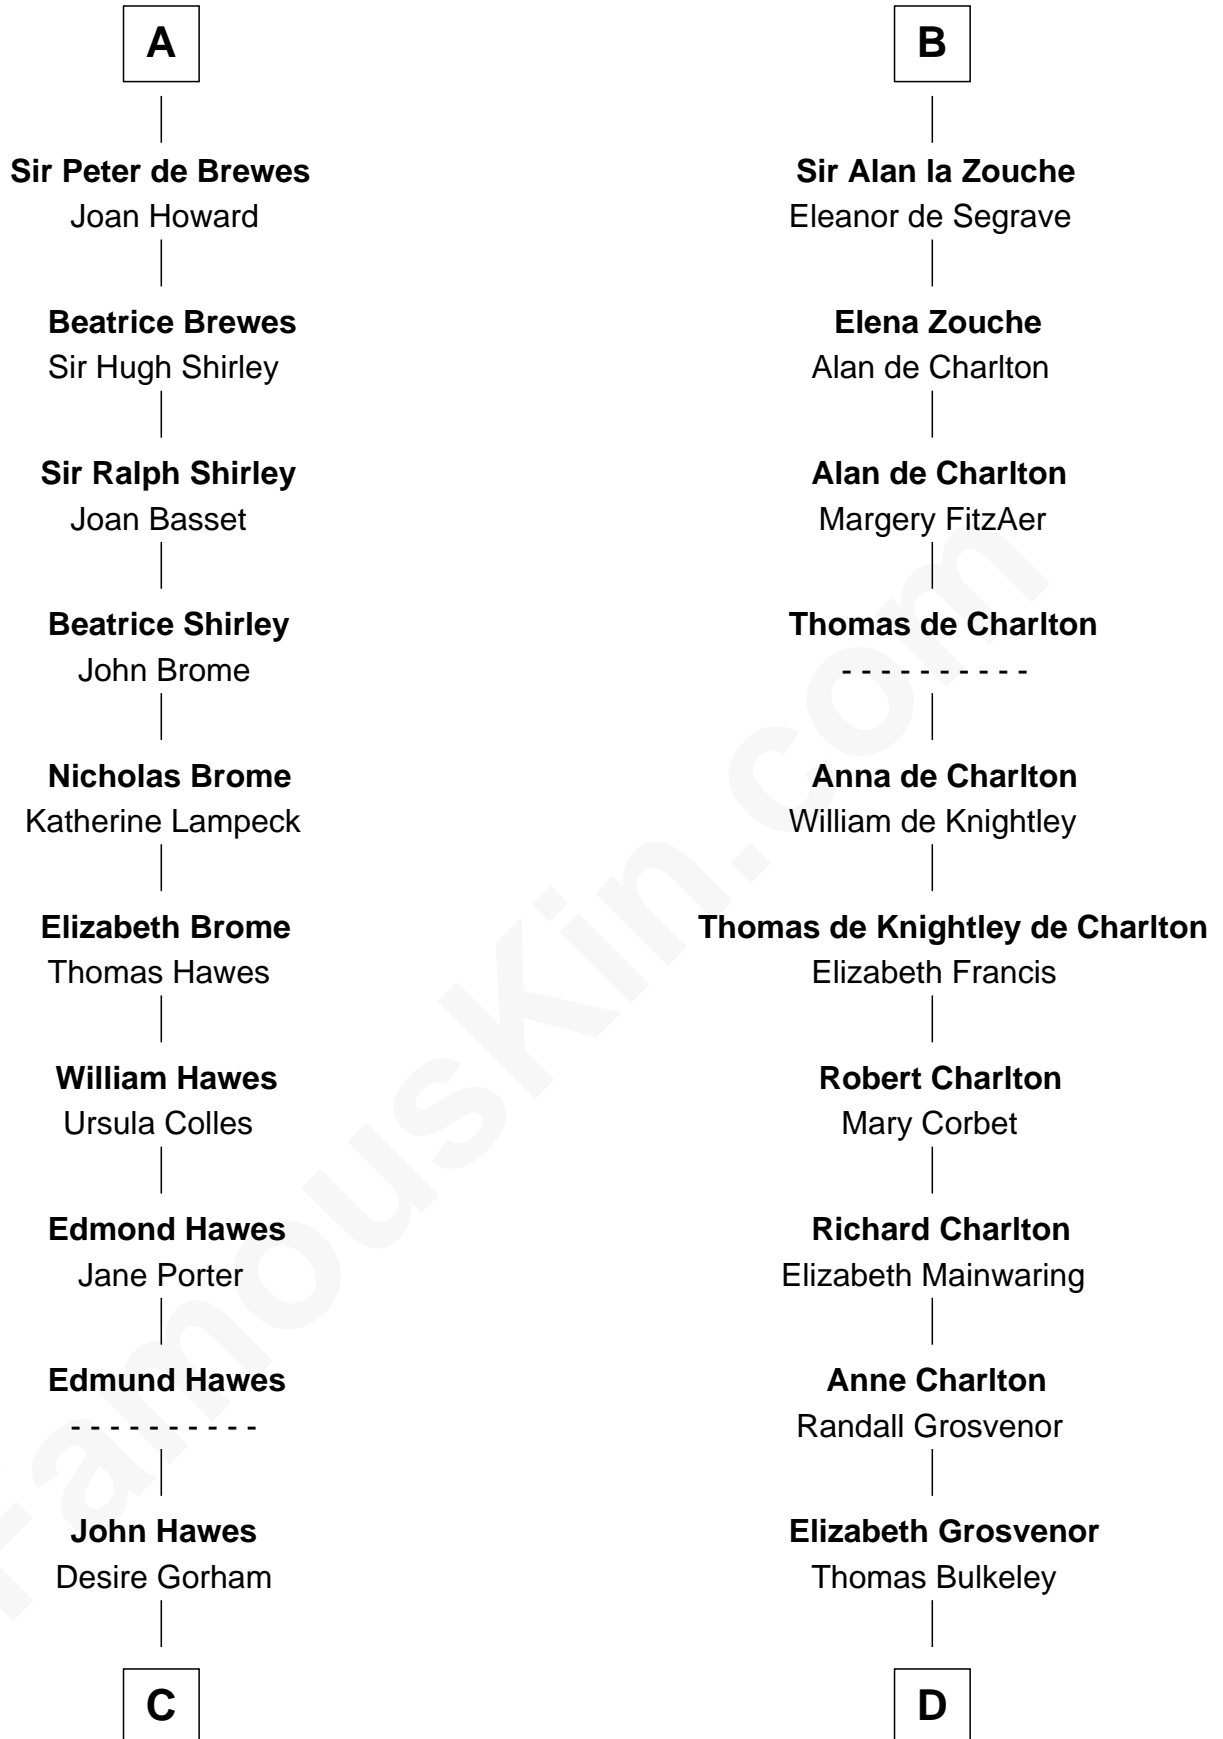 A
Sir Peter de Brewes
Joan Howard
Beatrice Brewes
Sir Hugh Shirley
Sir Ralph Shirley
Joan Basset
Beatrice Shirley
John Brome
Nicholas Brome
Katherine Lampeck
Elizabeth Brome
Thomas Hawes
William Hawes
Ursula Colles
Edmond Hawes
Jane Porter
Edmund Hawes
- - - - - - - - - -
John Hawes
Desire Gorham
C
B
Sir Alan la Zouche
Eleanor de Segrave
Elena Zouche
Alan de Charlton
Alan de Charlton
Margery FitzAer
Thomas de Charlton
- - - - - - - - - -
Anna de Charlton
William de Knightley
Thomas de Knightley de Charlton
Elizabeth Francis
Robert Charlton
Mary Corbet
Richard Charlton
Elizabeth Mainwaring
Anne Charlton
Randall Grosvenor
Elizabeth Grosvenor
Thomas Bulkeley
D
FamousKin.com